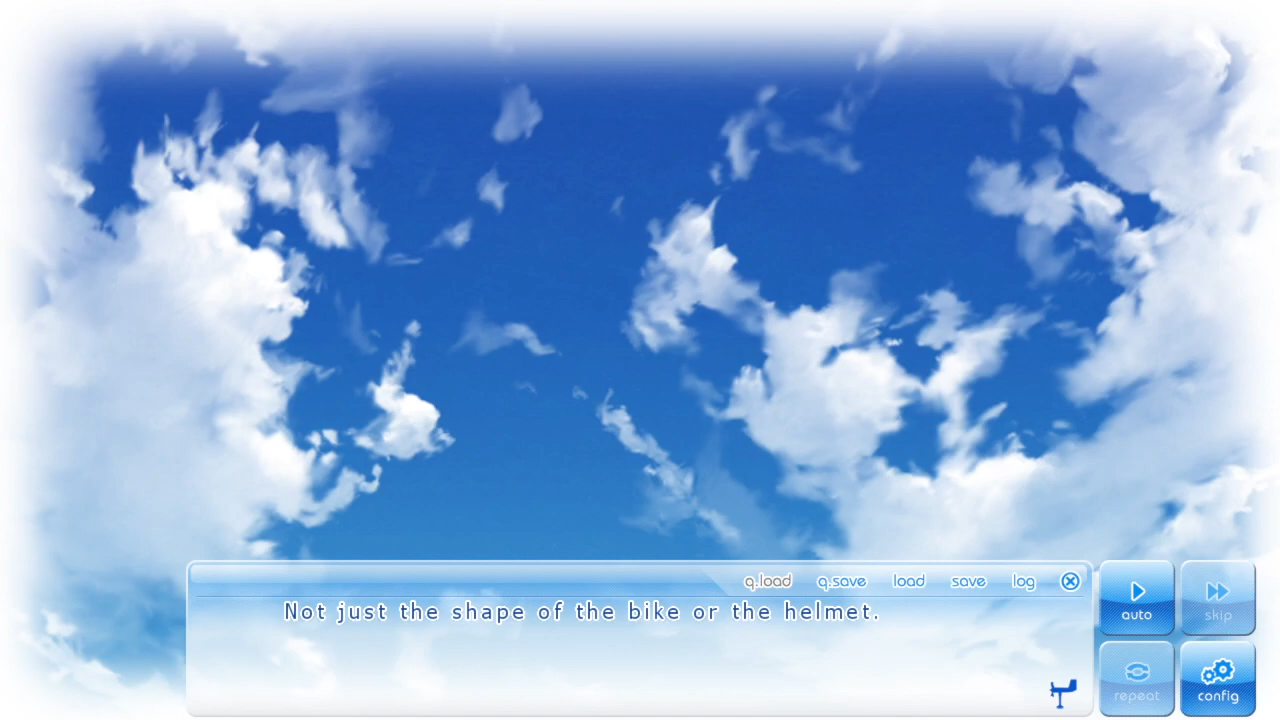 q.load q.save load save log
Not just the shape of the bike or the helmet.
auto
skip
repeat
config